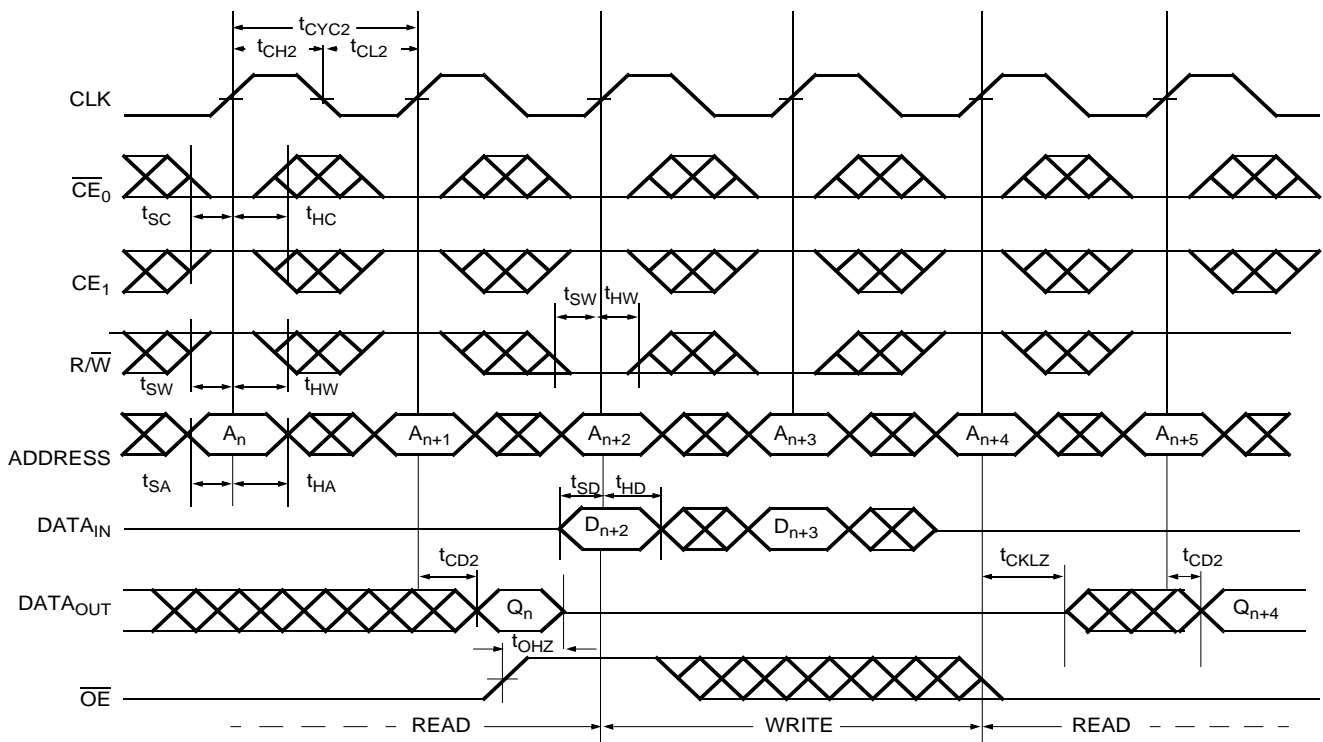 tCYC2
tCH2 tCL2
CLK
CE0
tSC tHC
CE1
tSW tHW
R/W
tSW tHW
An An+1 An+2 An+3 An+4 An+5
ADDRESS
tSA tHA
tSD tHD
DATAIN Dn+2 Dn+3
tCD2 tCKLZ tCD2
DATAOUT Qn Qn+4
tOHZ
OE
READ WRITE READ